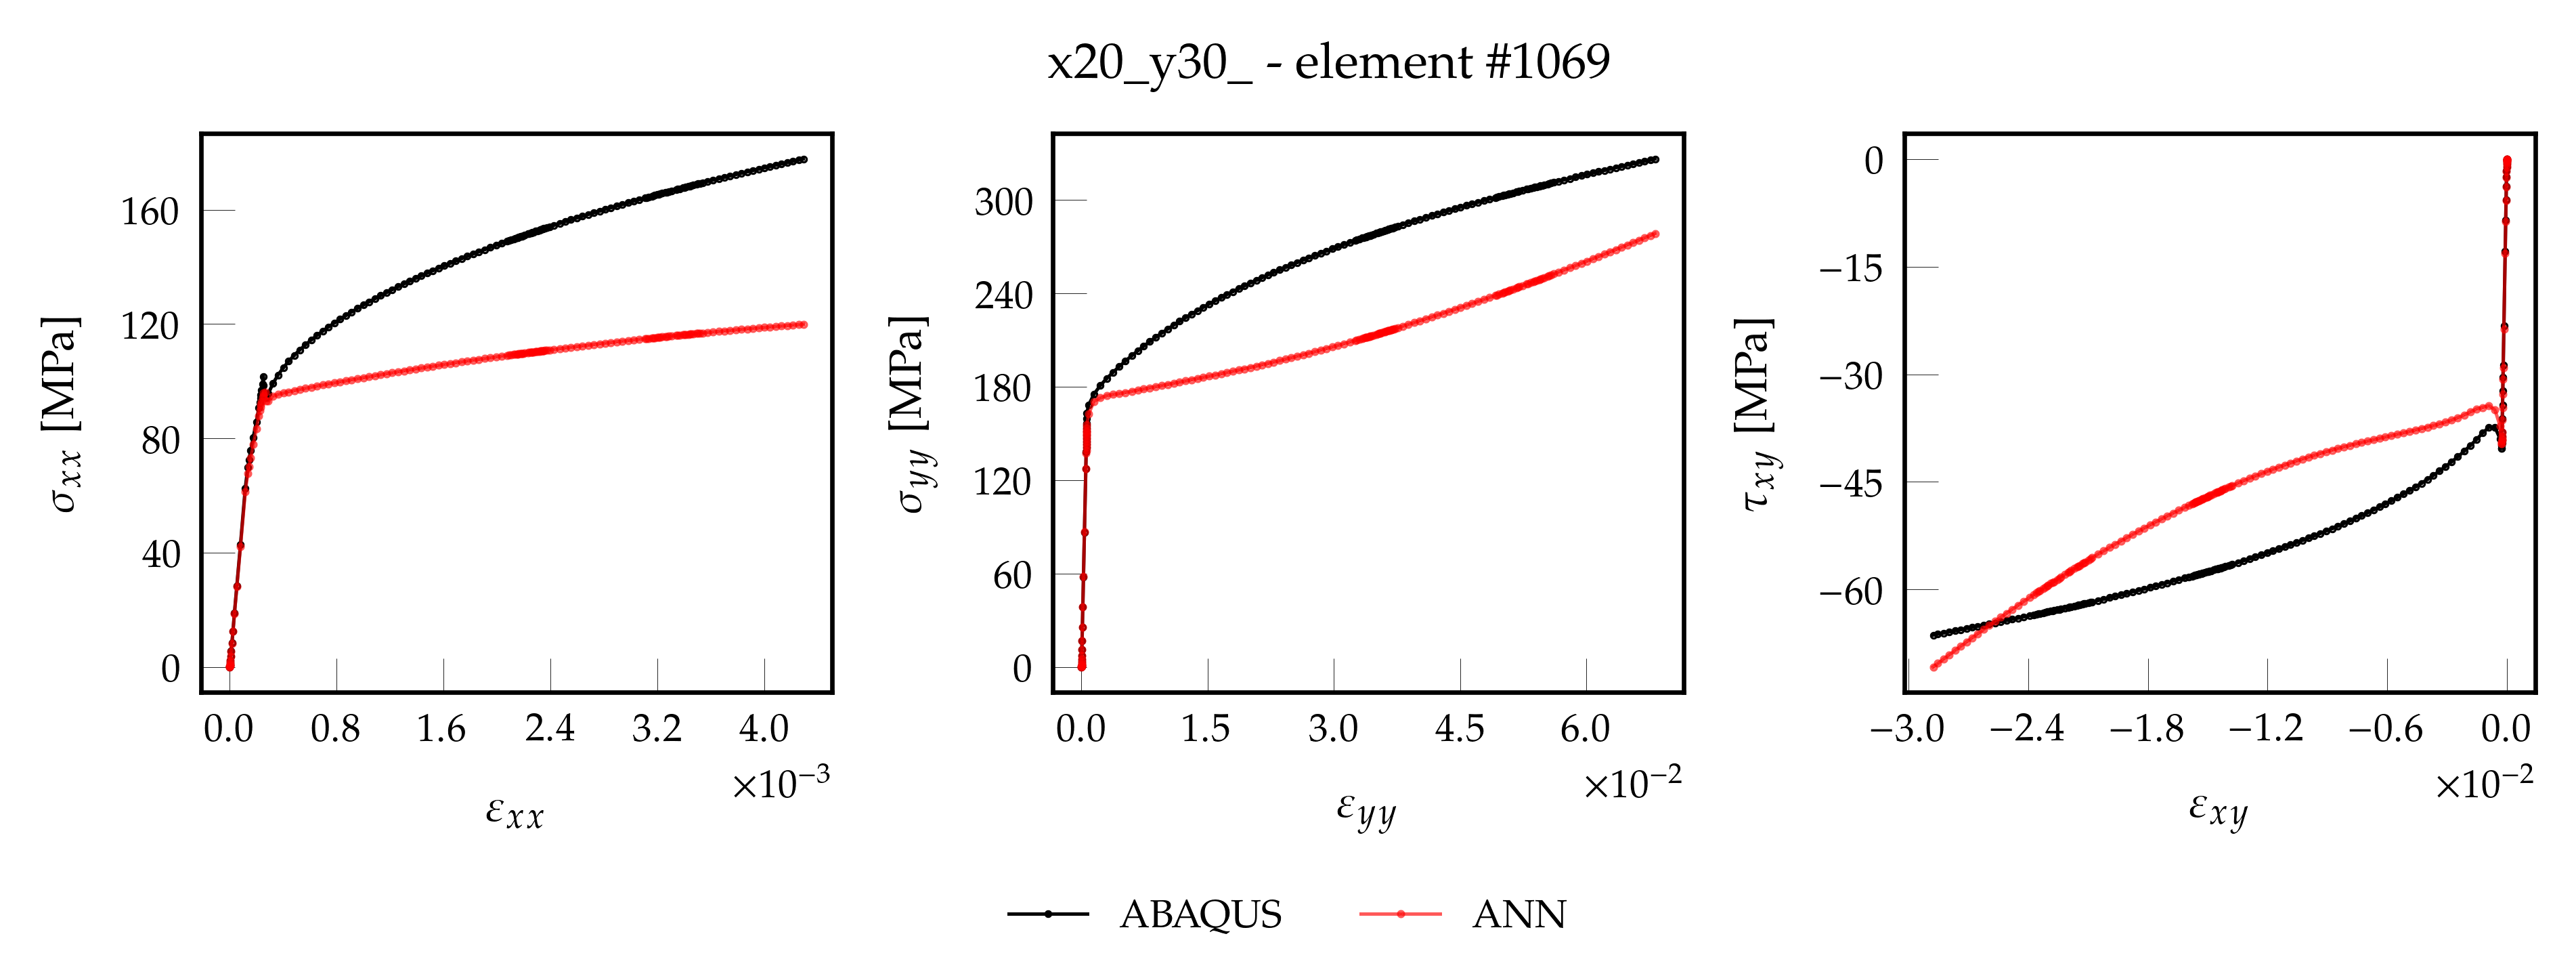 x20_y30_ - element #1069
σxx [MPa]
160
120
80
40
0
0.0 0.8 1.6 2.4 3.2 4.0
×10−3
εxx
σyy [MPa]
300
240
180
120
60
0
0.0 1.5 3.0 4.5 6.0
×10−2
εyy
τxy [MPa]
0
−15
−30
−45
−60
−3.0 −2.4 −1.8 −1.2 −0.6 0.0
×10−2
εxy
ABAQUS ANN